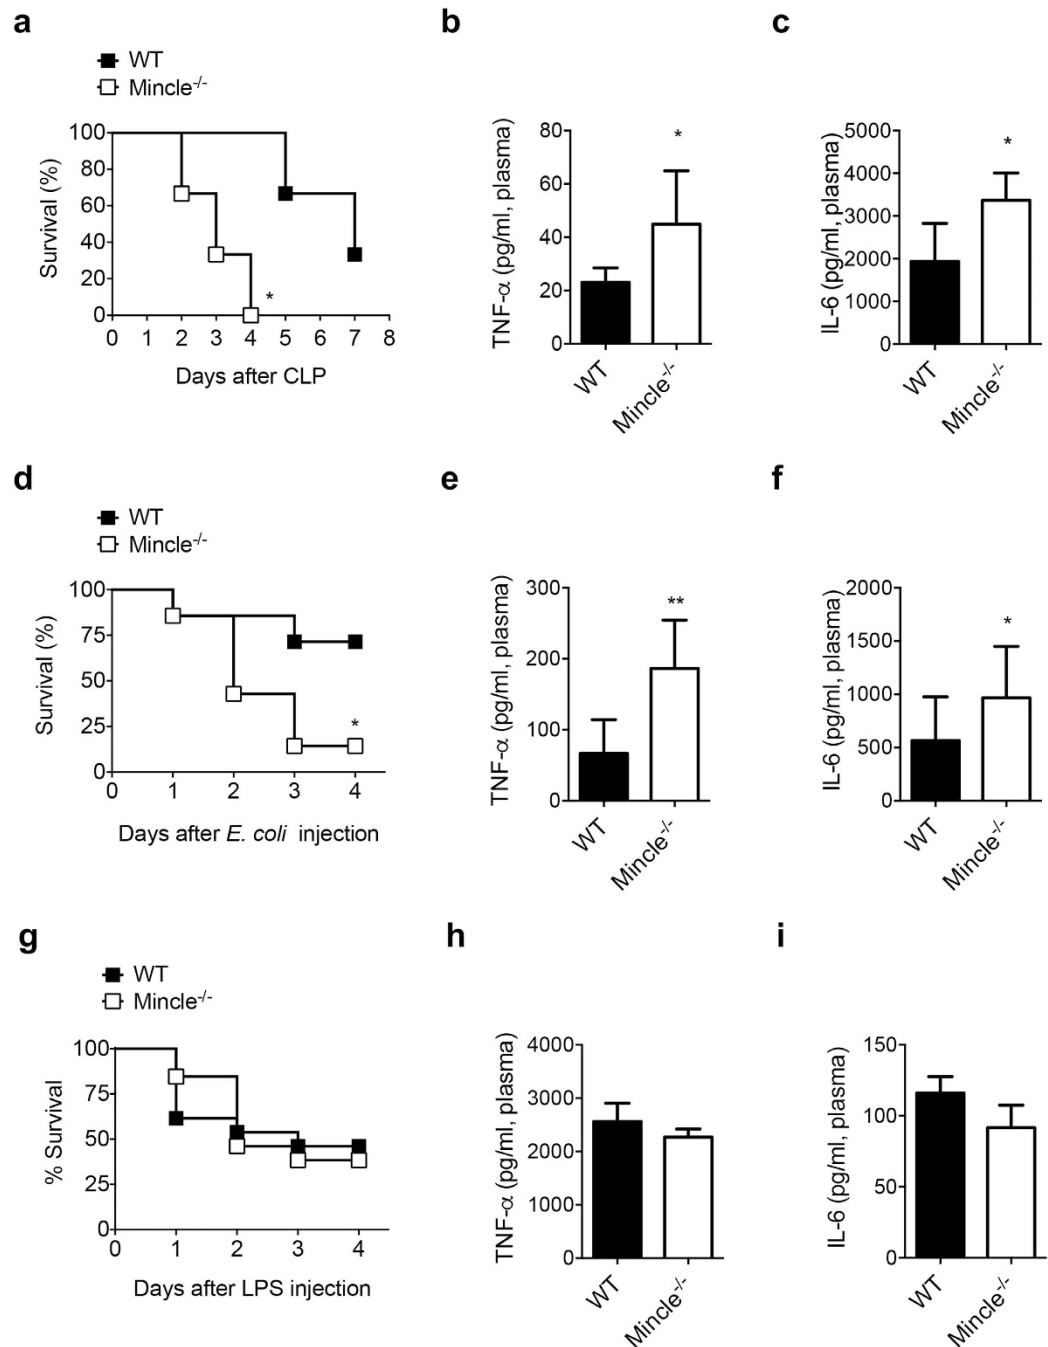 a
WT
Mincle-/-
Survival (%)
100
80
60
40
20
0
0 1 2 3 4 5 6 7 8
*
Days after CLP
b
TNF-α (pg/ml, plasma)
80
60
40
20
0
*
WT
Mincle-/-
c
IL-6 (pg/ml, plasma)
5000
4000
3000
2000
1000
0
*
WT
Mincle-/-
d
WT
Mincle-/-
Survival (%)
100
75
50
25
0
0 1 2 3 4
*
Days after E. coli injection
e
TNF-α (pg/ml, plasma)
300
200
100
0
**
WT
Mincle-/-
f
IL-6 (pg/ml, plasma)
2000
1500
1000
500
0
*
WT
Mincle-/-
g
WT
Mincle-/-
% Survival
100
75
50
25
0
0 1 2 3 4
Days after LPS injection
h
TNF-α (pg/ml, plasma)
4000
3000
2000
1000
0
WT
Mincle-/-
i
IL-6 (pg/ml, plasma)
150
100
50
0
WT
Mincle-/-